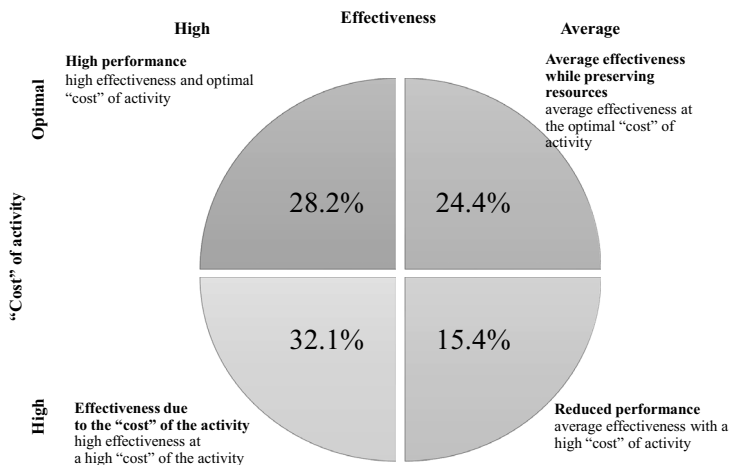 Effectiveness
High
Average
High performance
high effectiveness and optimal
“cost” of activity
Average effectiveness
while preserving
resources
average effectiveness at
the optimal “cost” of
activity
Optimal
28.2%
24.4%
“Cost” of activity
32.1%
15.4%
High
Effectiveness due
to the “cost” of the activity
high effectiveness at
a high “cost” of the activity
Reduced performance
average effectiveness with a
high “cost” of activity